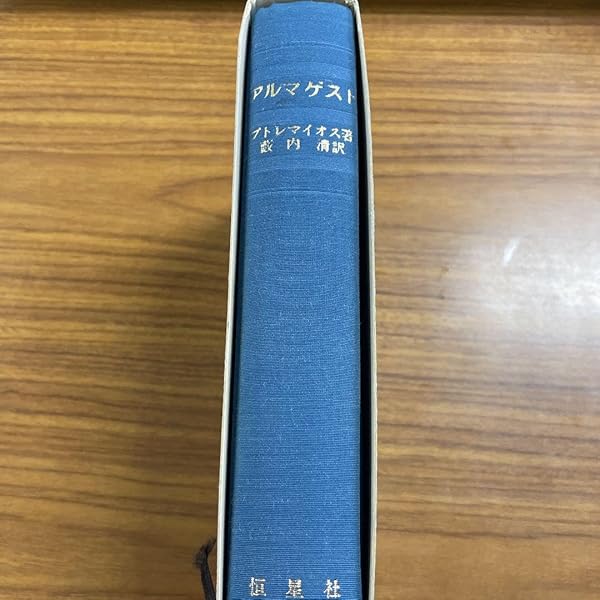 アルマゲスト
プトレマイオス著
薮内清訳
恒星社